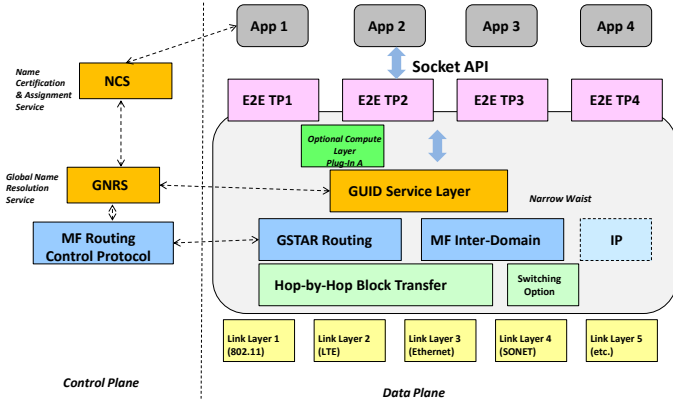 App 1
App 2
App 3
App 4
Socket API
Name
Certification
& Assignment
Service
NCS
E2E TP1
E2E TP2
E2E TP3
E2E TP4
Optional Compute
Layer
Plug-In A
Global Name
Resolution
Service
GNRS
GUID Service Layer
Narrow Waist
MF Routing
Control Protocol
GSTAR Routing
MF Inter-Domain
IP
Hop-by-Hop Block Transfer
Switching
Option
Link Layer 1
(802.11)
Link Layer 2
(LTE)
Link Layer 3
(Ethernet)
Link Layer 4
(SONET)
Link Layer 5
(etc.)
Control Plane
Data Plane